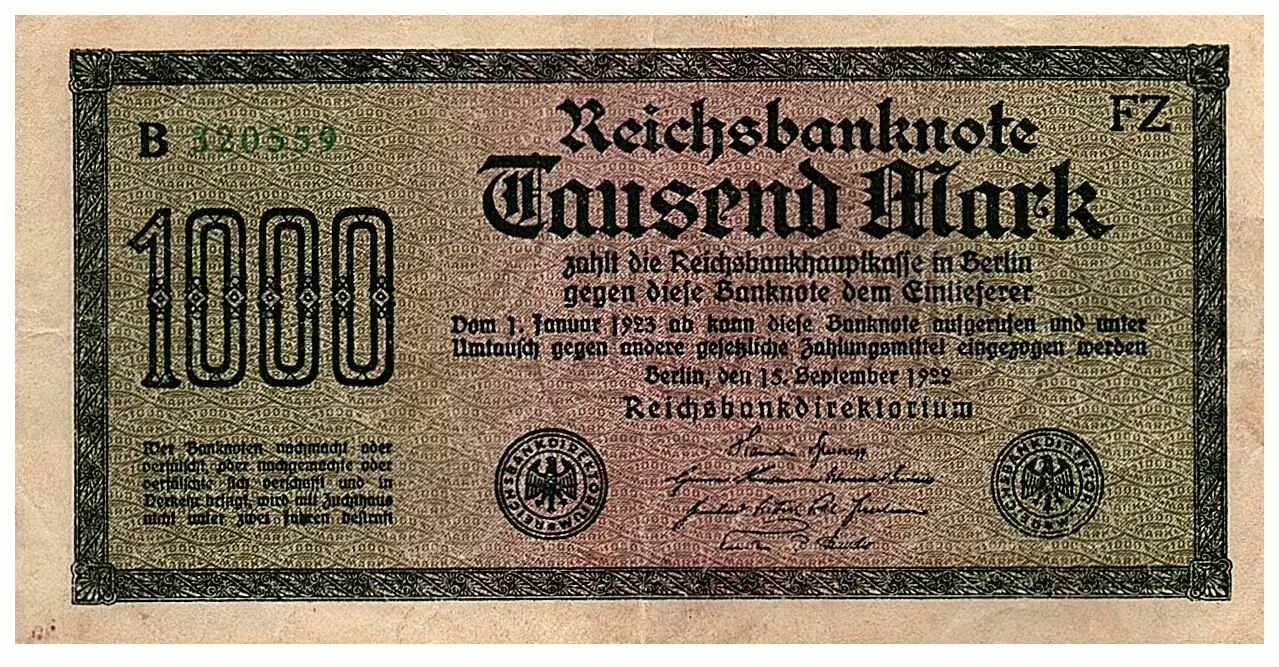 B 320559
FZ
Reichsbanknote
Tausend Mark
1000
zahlt die Reichsbankhauptkasse in Berlin
gegen diese Banknote dem Einlieferer
Vom 1. Januar 1923 ab kann diese Banknote aufgerufen und unter
Umtausch gegen andere gesetzliche Zahlungsmittel eingezogen werden
Berlin, den 15. September 1922
Reichsbankdirektorium
Wer Banknoten nachmacht oder
verfälscht, oder nachgemachte oder
verfälschte sich verschafft und in
Verkehr bringt, wird mit Zuchthaus
nicht unter zwei Jahren bestraft
REICHSBANKDIREKTORIUM
REICHSBANKDIREKTORIUM